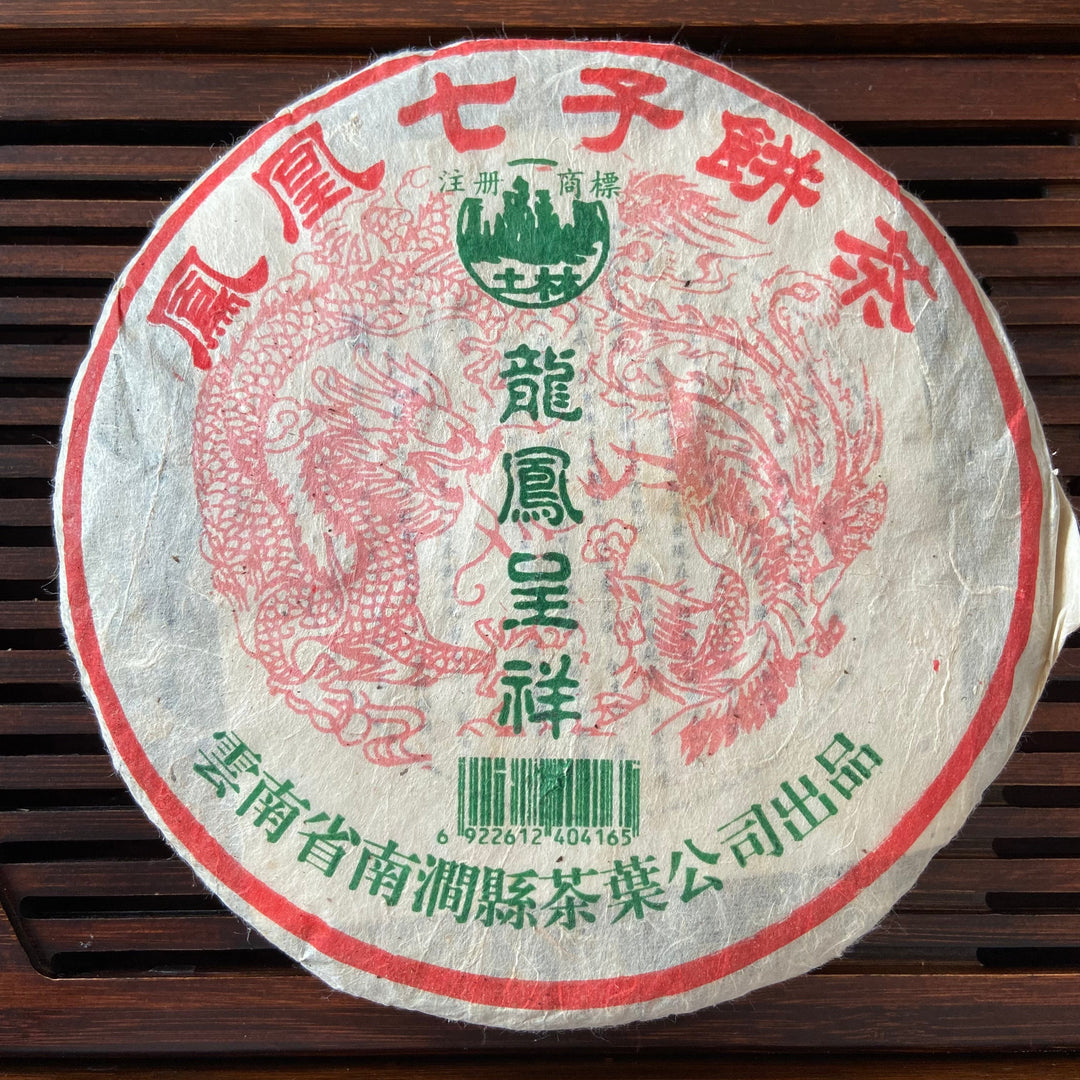 鳳凰七子餅茶
注册商標
土林
龍鳳呈祥
6 922612 404165
雲南省南澗縣茶葉公司出品